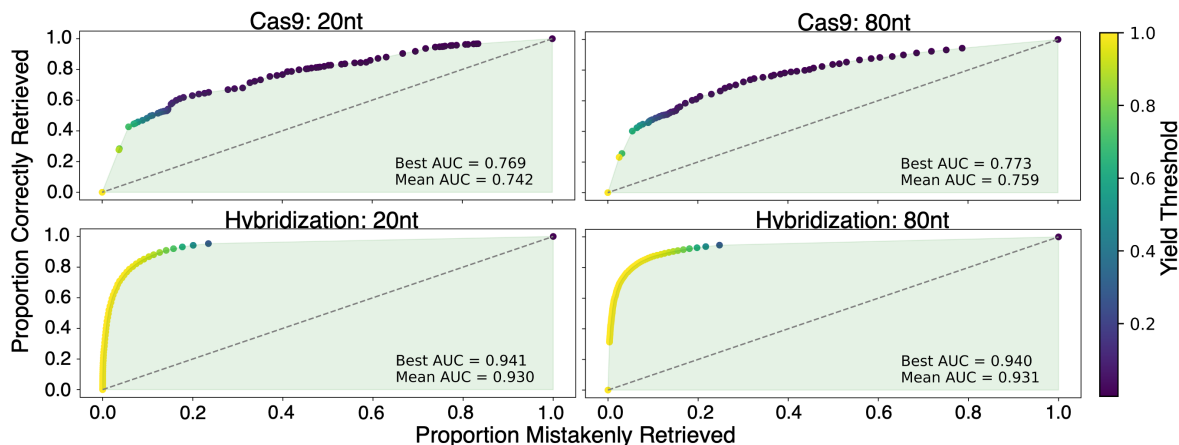 Cas9: 20nt
Cas9: 80nt
1.0
0.8
0.6
0.4
0.2
0.0
Best AUC = 0.769
Mean AUC = 0.742
Best AUC = 0.773
Mean AUC = 0.759
Hybridization: 20nt
Hybridization: 80nt
1.0
0.8
0.6
0.4
0.2
0.0
Best AUC = 0.941
Mean AUC = 0.930
Best AUC = 0.940
Mean AUC = 0.931
0.0 0.2 0.4 0.6 0.8 1.0
0.0 0.2 0.4 0.6 0.8 1.0
Proportion Mistakenly Retrieved
Proportion Correctly Retrieved
1.0
0.8
0.6
0.4
0.2
Yield Threshold